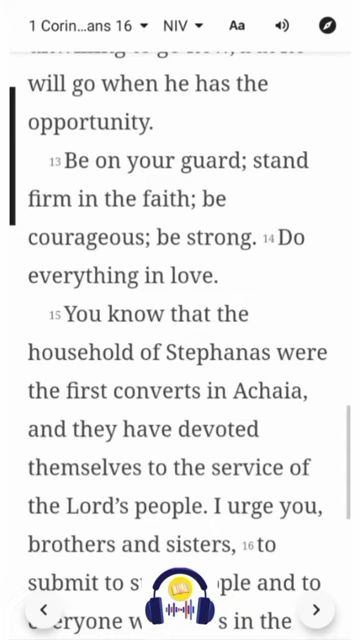 1 Corin...ans 16 NIV Aa
will go when he has the
opportunity.
13 Be on your guard; stand
firm in the faith; be
courageous; be strong. 14 Do
everything in love.
15 You know that the
household of Stephanas were
the first converts in Achaia,
and they have devoted
themselves to the service of
the Lord’s people. I urge you,
brothers and sisters, 16 to
submit to ple and to
s in the